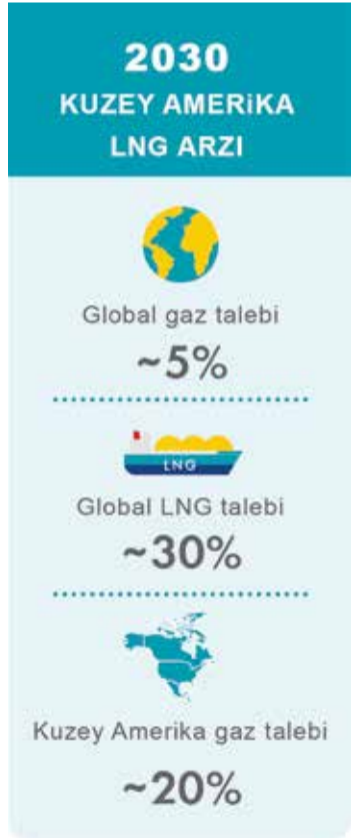 2030
KUZEY AMERiKA
LNG ARZI
Global gaz talebi
~5%
LNG
Global LNG talebi
~30%
Kuzey Amerika gaz talebi
~20%